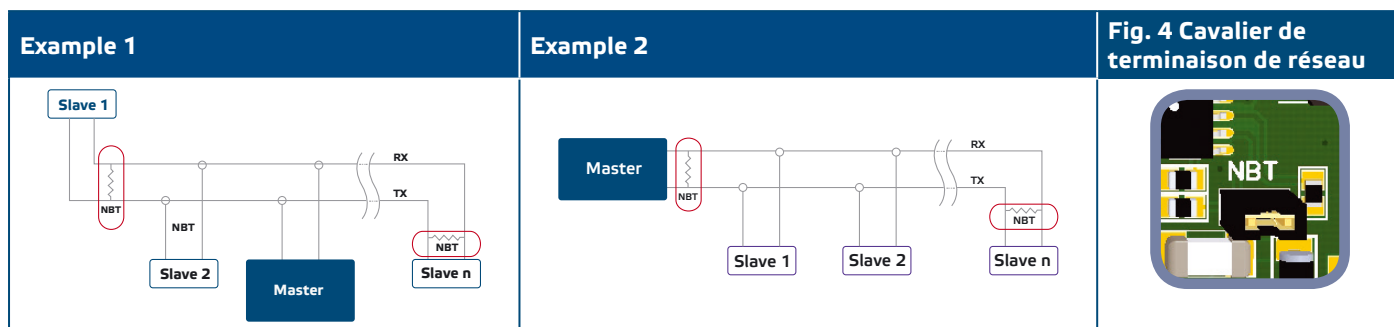 Example 1
Example 2
Fig. 4 Cavalier de
terminaison de réseau
Slave 1
RX
TX
NBT
NBT
NBT
Slave 2
Master
Slave n
Master
RX
TX
NBT
NBT
Slave 1
Slave 2
Slave n
NBT